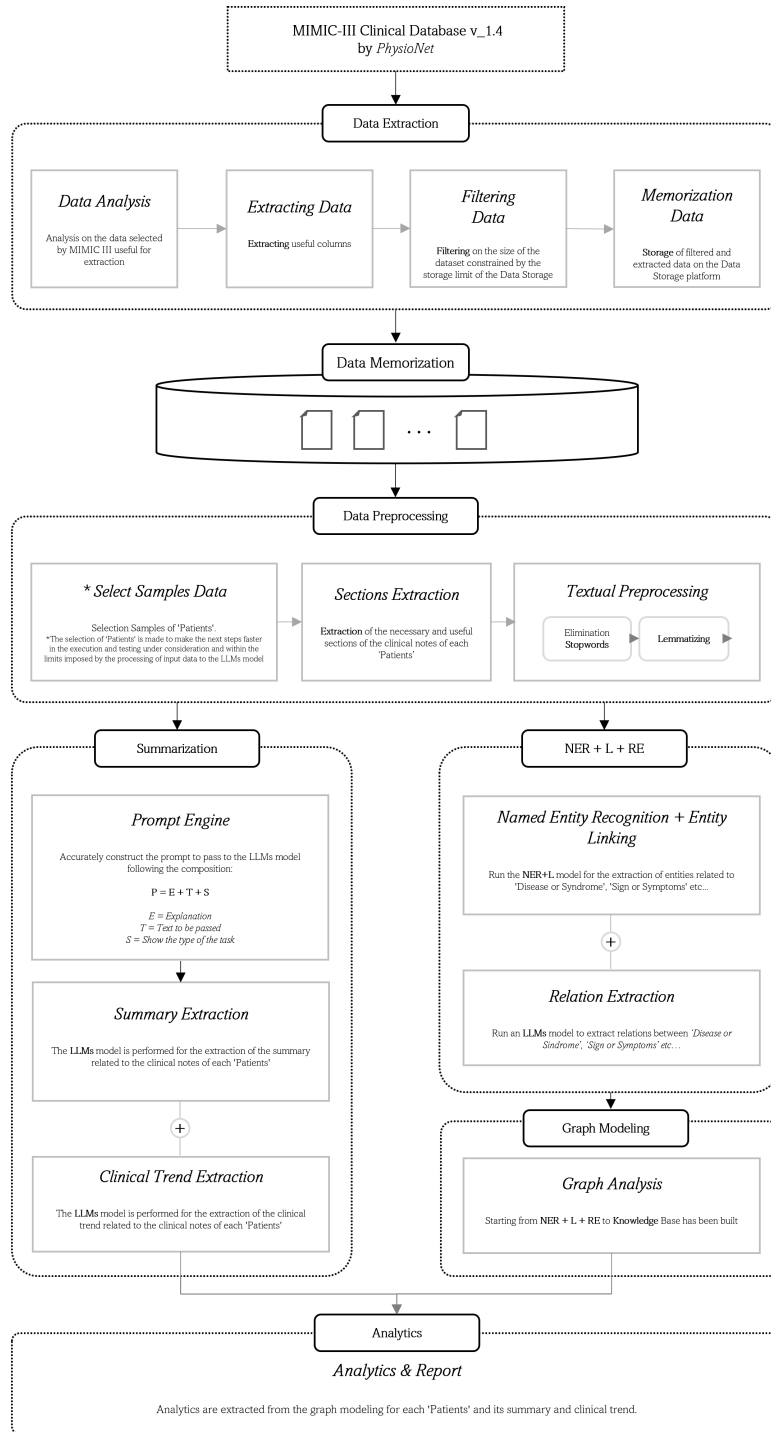 MIMIC-III Clinical Database v_1.4
by PhysioNet
Data Extraction
Data Analysis
Analysis on the data selected
by MIMIC III useful for
extraction
Extracting Data
Extracting useful columns
Filtering
Data
Filtering on the size of the
dataset constrained by the
storage limit of the Data Storage
Memorization
Data
Storage of filtered and
extracted data on the Data
Storage platform
Data Memorization
...
Data Preprocessing
* Select Samples Data
Selection Samples of 'Patients'.
*The selection of 'Patients' is made to make the next steps faster
in the execution and testing under consideration and within the
limits imposed by the processing of input data to the LLMs model
Sections Extraction
Extraction of the necessary and useful
sections of the clinical notes of each
'Patients'
Textual Preprocessing
Elimination
Stopwords
Lemmatizing
Summarization
Prompt Engine
Accurately construct the prompt to pass to the LLMs model
following the composition:
P = E + T + S
E = Explanation
T = Text to be passed
S = Show the type of the task
Summary Extraction
The LLMs model is performed for the extraction of the summary
related to the clinical notes of each 'Patients'
+
Clinical Trend Extraction
The LLMs model is performed for the extraction of the clinical
trend related to the clinical notes of each 'Patients'
NER + L + RE
Named Entity Recognition + Entity
Linking
Run the NER+L model for the extraction of entities related to
'Disease or Syndrome', 'Sign or Symptoms' etc...
+
Relation Extraction
Run an LLMs model to extract relations between 'Disease or
Sindrome', 'Sign or Symptoms' etc...
Graph Modeling
Graph Analysis
Starting from NER + L + RE to Knowledge Base has been built
Analytics
Analytics & Report
Analytics are extracted from the graph modeling for each 'Patients' and its summary and clinical trend.